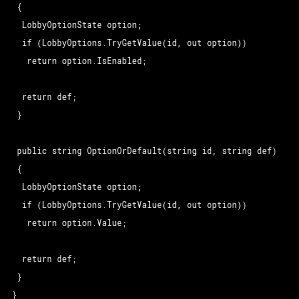 {
LobbyOptionState option;
if (LobbyOptions.TryGetValue(id, out option))
return option.IsEnabled;
return def;
}
public string OptionOrDefault(string id, string def)
{
LobbyOptionState option;
if (LobbyOptions.TryGetValue(id, out option))
return option.Value;
return def;
}
}